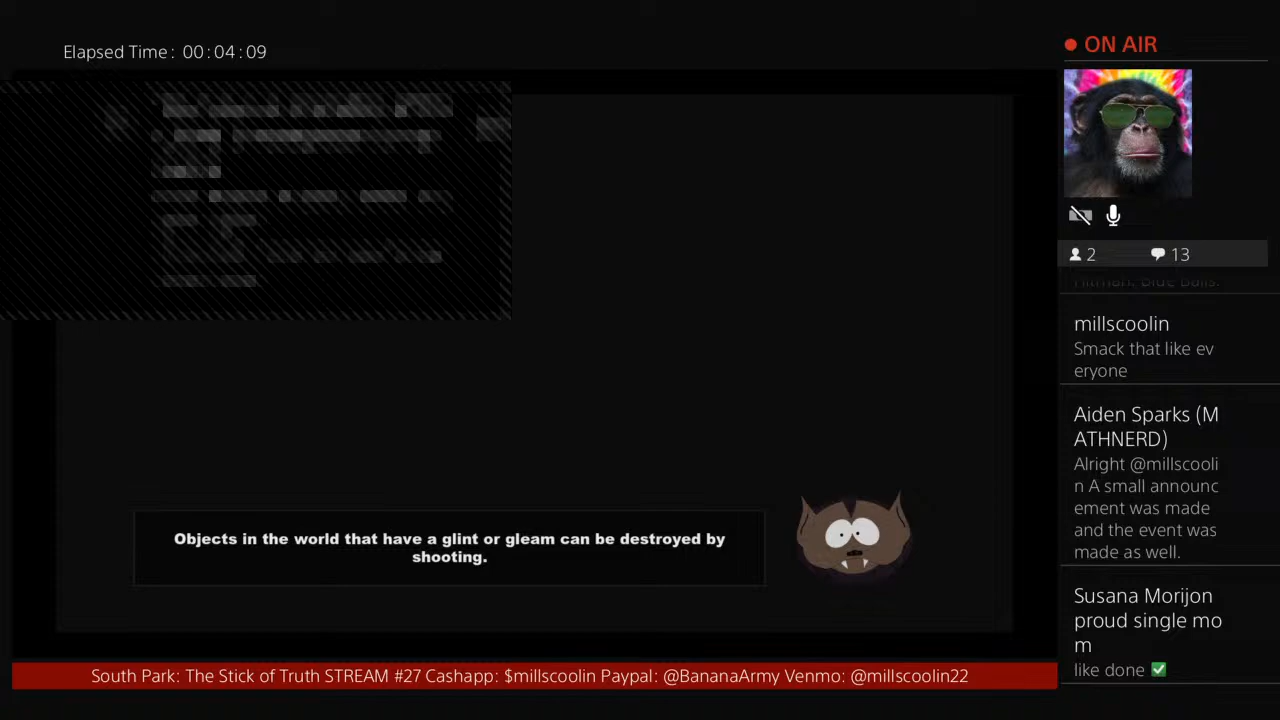 Elapsed Time: 00:04:09
ON AIR
2 13
millscoolin
Smack that like ev
eryone
Aiden Sparks (M
ATHNERD)
Alright @millscooli
n A small announc
ement was made
and the event was
made as well.
Susana Morijon
proud single mo
m
like done ✅
Objects in the world that have a glint or gleam can be destroyed by
shooting.
South Park: The Stick of Truth STREAM #27 Cashapp: $millscoolin Paypal: @BananaArmy Venmo: @millscoolin22